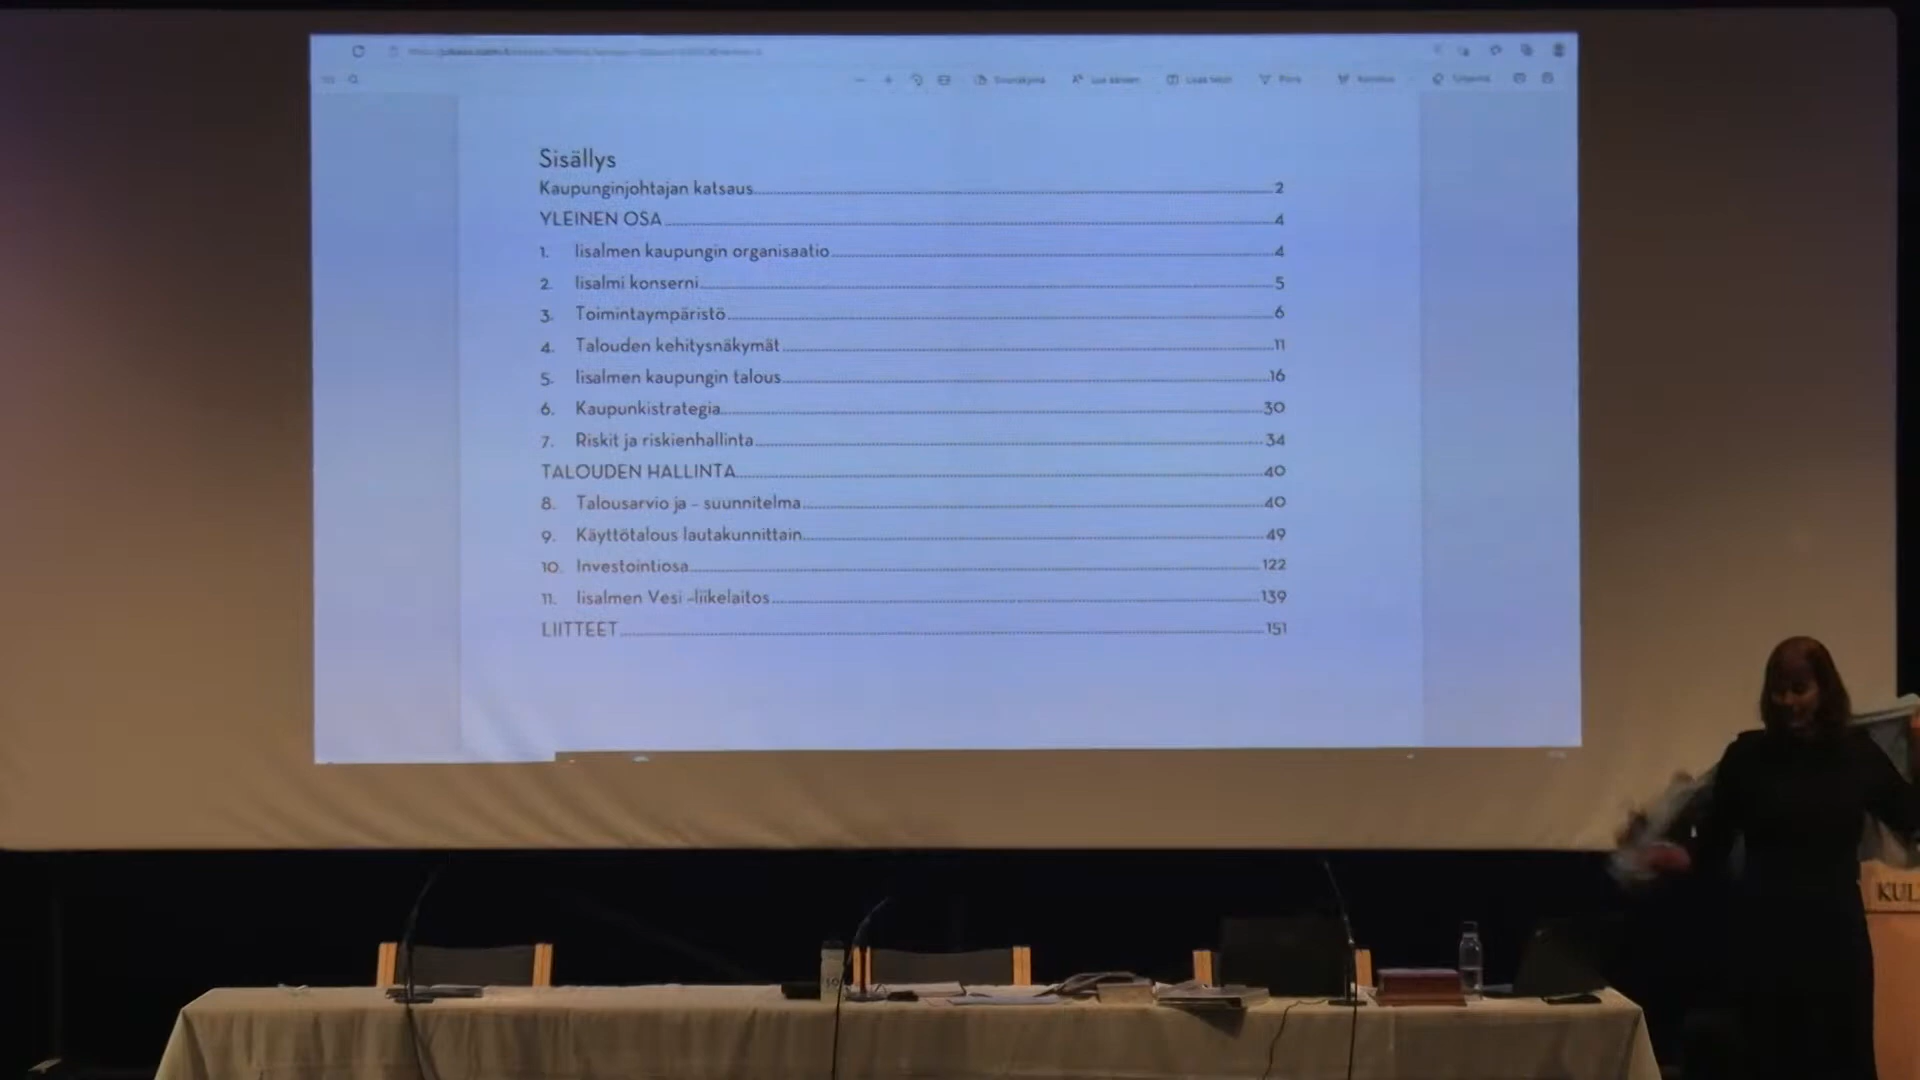 Sisällys
Kaupunginjohtajan katsaus 2
YLEINEN OSA 4
1. Iisalmen kaupungin organisaatio 4
2. Iisalmi konserni 5
3. Toimintaympäristö 6
4. Talouden kehitysnäkymät 11
5. Iisalmen kaupungin talous 16
6. Kaupunkistrategia 30
7. Riskit ja riskienhallinta 34
TALOUDEN HALLINTA 40
8. Talousarvio ja - suunnitelma 40
9. Käyttötalous lautakunnittain 49
10. Investointiosa 122
11. Iisalmen Vesi -liikelaitos 139
LIITTEET 151
KUL